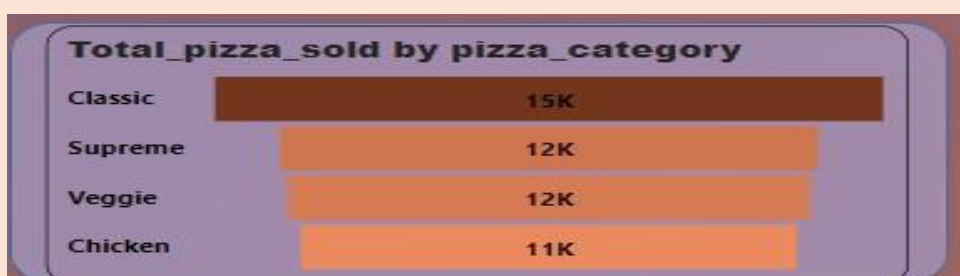 Total_pizza_sold by pizza_category
Classic 15K
Supreme 12K
Veggie 12K
Chicken 11K